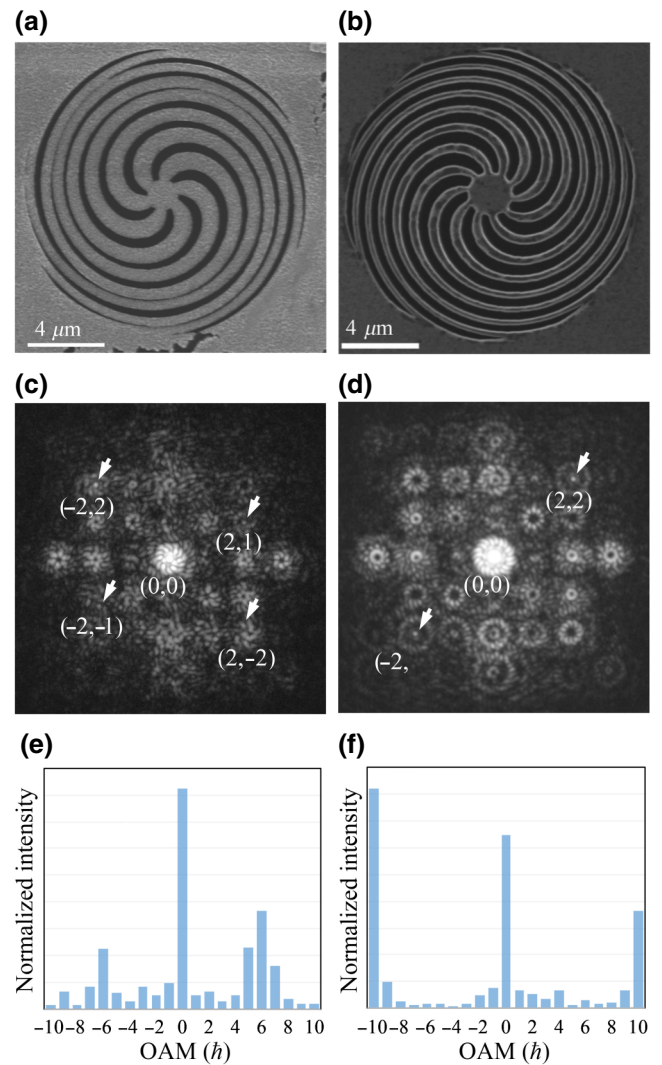 (a) (b)
4 μm 4 μm
(c) (d)
(−2,2) (2,1) (2,2)
(0,0) (0,0)
(−2,−1) (2,−2) (−2,
(e) (f)
Normalized intensity Normalized intensity
−10 −8 −6 −4 −2 0 2 4 6 8 10 −10 −8 −6 −4 −2 0 2 4 6 8 10
OAM (ℏ) OAM (ℏ)